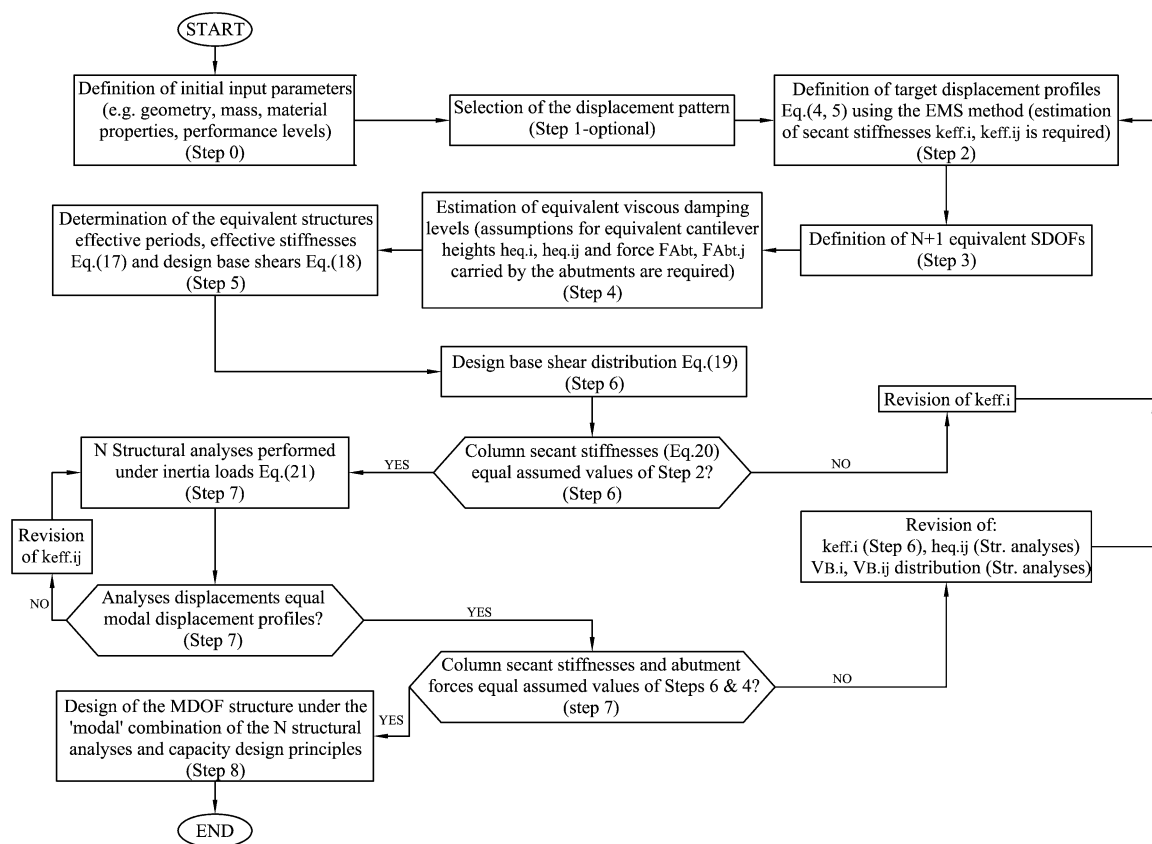 START
Definition of initial input parameters
(e.g. geometry, mass, material
properties, performance levels)
(Step 0)
Selection of the displacement pattern
(Step 1-optional)
Definition of target displacement profiles
Eq.(4, 5) using the EMS method (estimation
of secant stiffnesses keff.i, keff.ij is required)
(Step 2)
Definition of N+1 equivalent SDOFs
(Step 3)
Estimation of equivalent viscous damping
levels (assumptions for equivalent cantilever
heights heq.i, heq.ij and force FAbt, FAbt.j
carried by the abutments are required)
(Step 4)
Determination of the equivalent structures
effective periods, effective stiffnesses
Eq.(17) and design base shears Eq.(18)
(Step 5)
Design base shear distribution Eq.(19)
(Step 6)
Column secant stiffnesses (Eq.20)
equal assumed values of Step 2?
(Step 6)
NO
Revision of keff.i
YES
N Structural analyses performed
under inertia loads Eq.(21)
(Step 7)
Revision
of keff.ij
NO
Analyses displacements equal
modal displacement profiles?
(Step 7)
YES
Column secant stiffnesses and abutment
forces equal assumed values of Steps 6 & 4?
(step 7)
NO
Revision of:
keff.i (Step 6), heq.ij (Str. analyses)
VB.i, VB.ij distribution (Str. analyses)
YES
Design of the MDOF structure under the
'modal' combination of the N structural
analyses and capacity design principles
(Step 8)
END